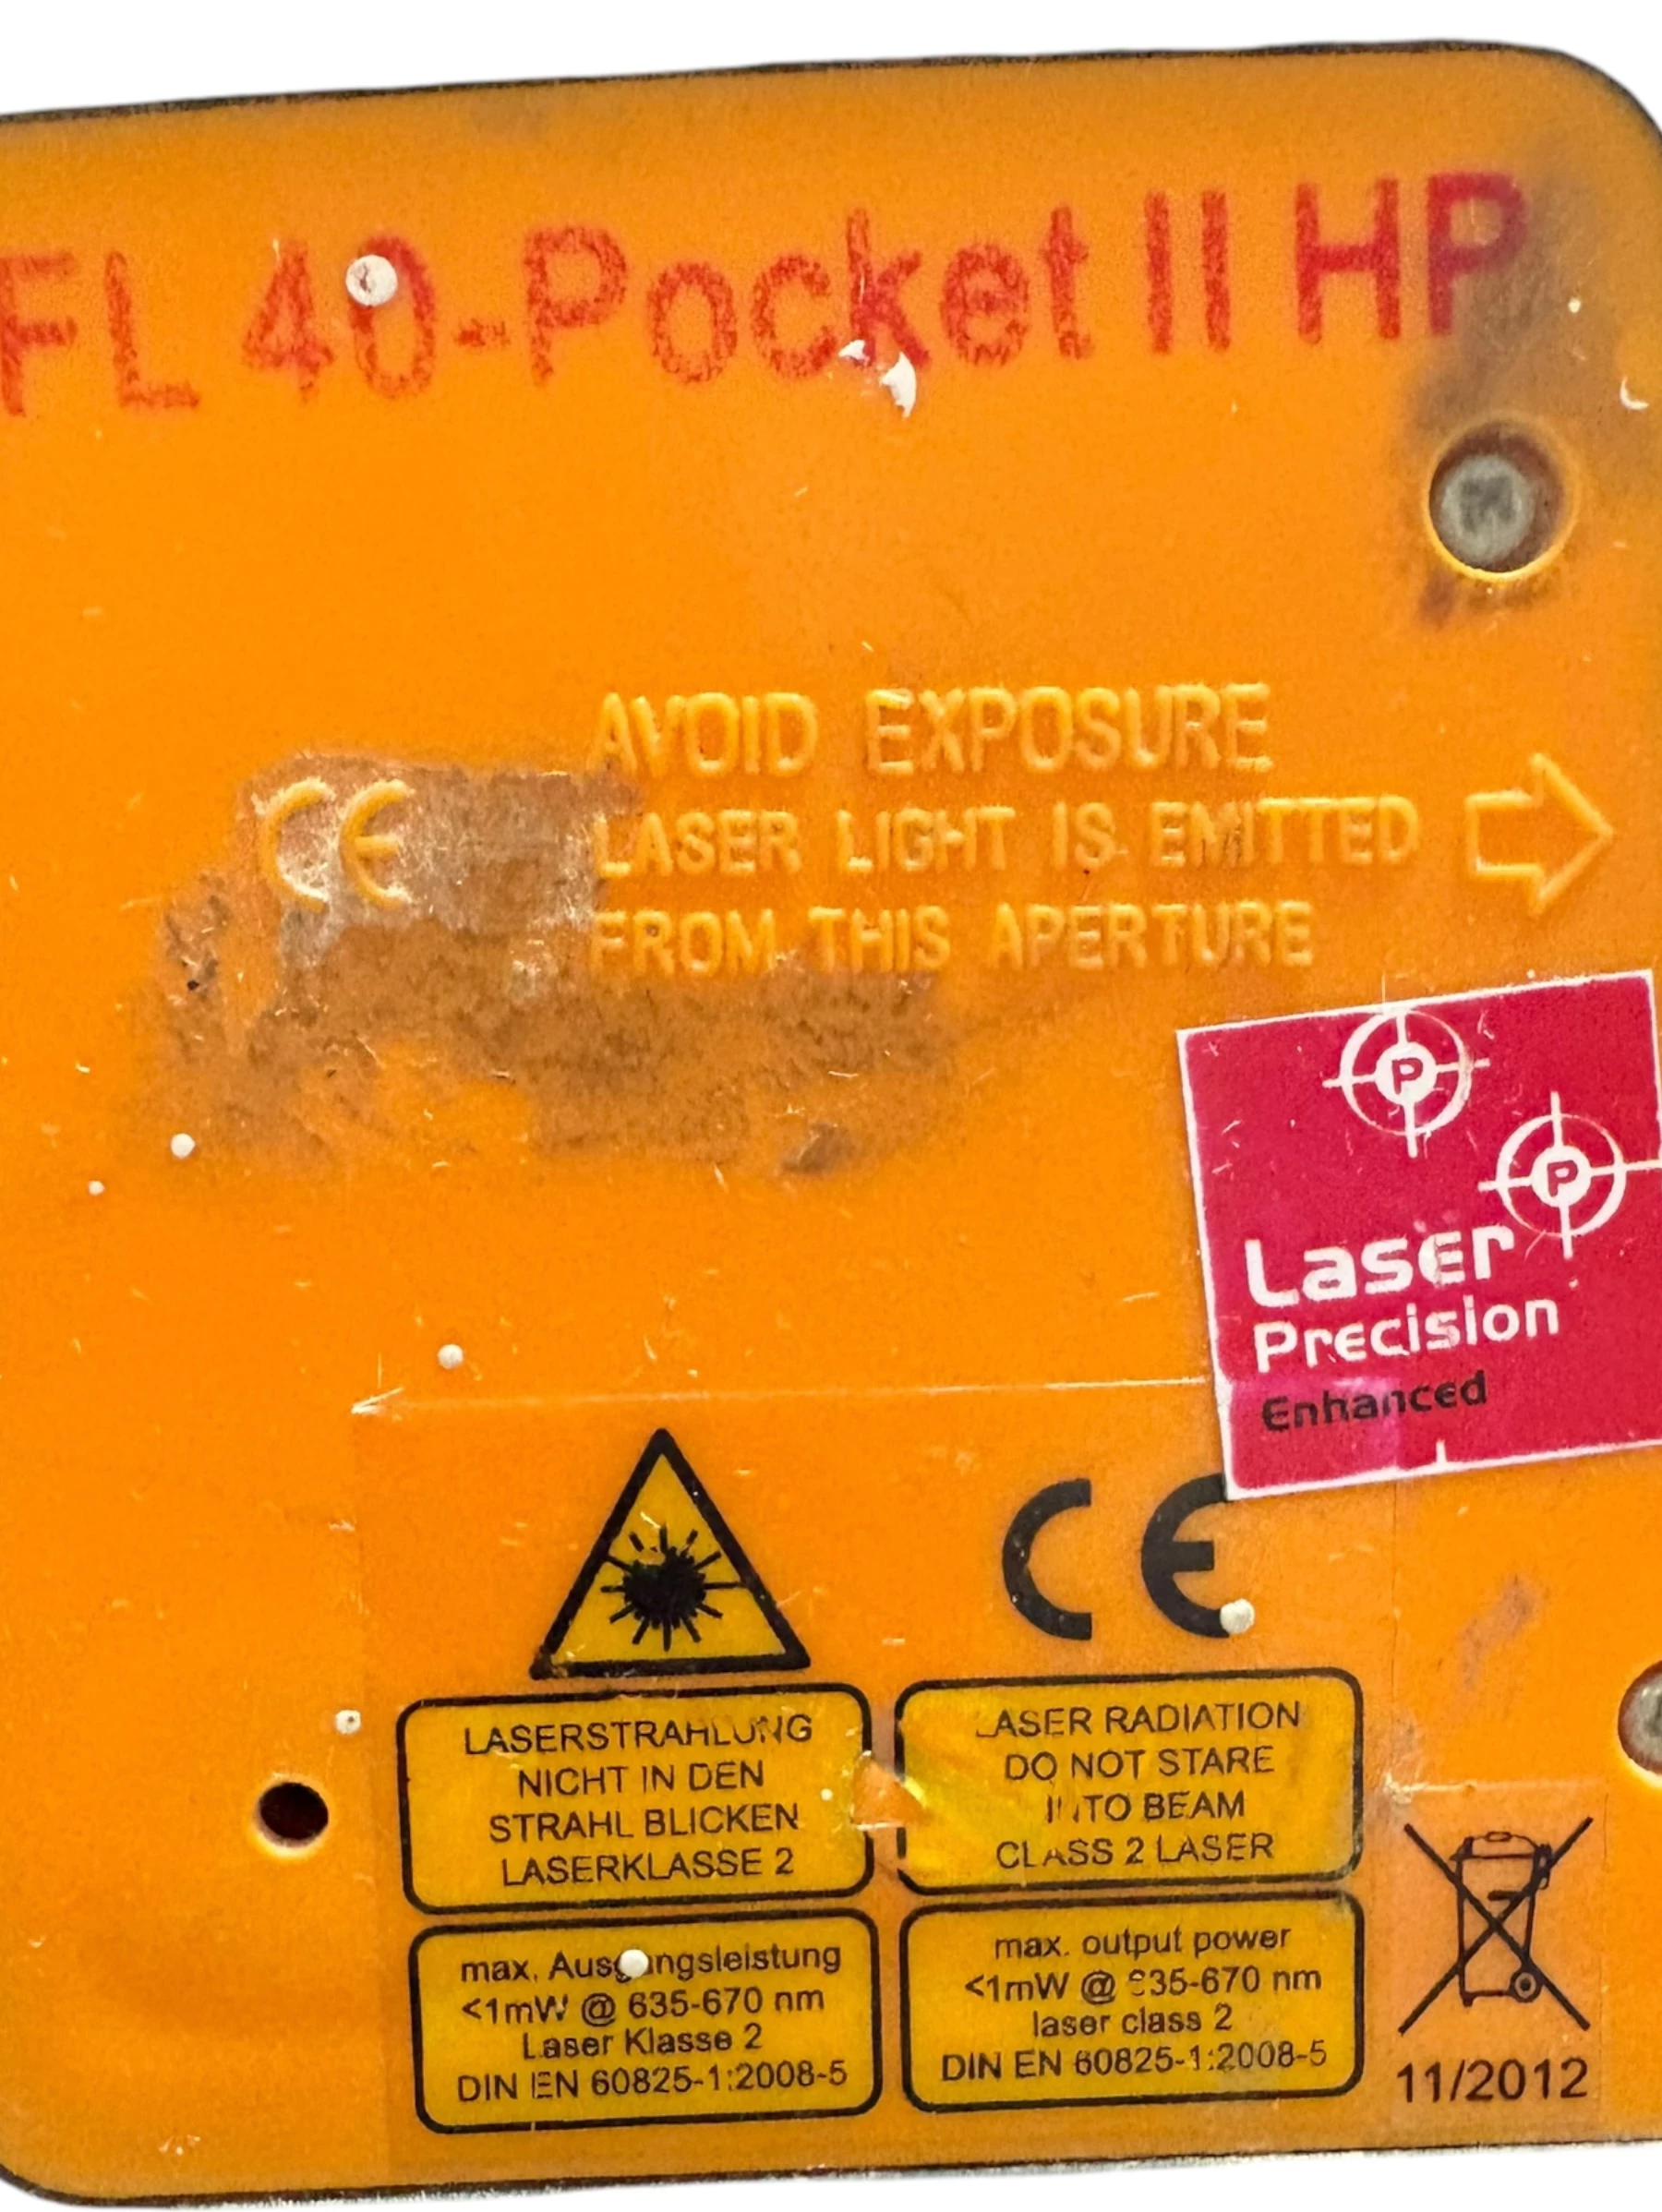 FL 40-Pocket II HP
CE
AVOID EXPOSURE
LASER LIGHT IS EMITTED
FROM THIS APERTURE
P
P
Laser
Precision
Enhanced
CE
LASERSTRAHLUNG
NICHT IN DEN
STRAHL BLICKEN
LASERKLASSE 2
LASER RADIATION
DO NOT STARE
INTO BEAM
CLASS 2 LASER
max. Ausgangsleistung
<1mW @ 635-670 nm
Laser Klasse 2
DIN EN 60825-1:2008-5
max. output power
<1mW @ 635-670 nm
laser class 2
DIN EN 60825-1:2008-5
11/2012